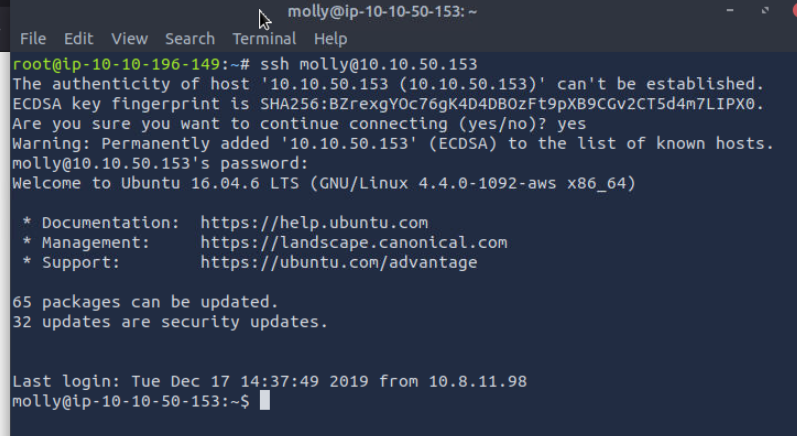 molly@ip-10-10-50-153: ~
File Edit View Search Terminal Help
root@ip-10-10-196-149:~# ssh molly@10.10.50.153
The authenticity of host '10.10.50.153 (10.10.50.153)' can't be established.
ECDSA key fingerprint is SHA256:BZrexgYOc76gK4D4DBOzFt9pXB9CGv2CT5d4m7LIPX0.
Are you sure you want to continue connecting (yes/no)? yes
Warning: Permanently added '10.10.50.153' (ECDSA) to the list of known hosts.
molly@10.10.50.153's password:
Welcome to Ubuntu 16.04.6 LTS (GNU/Linux 4.4.0-1092-aws x86_64)
* Documentation: https://help.ubuntu.com
* Management: https://landscape.canonical.com
* Support: https://ubuntu.com/advantage
65 packages can be updated.
32 updates are security updates.
Last login: Tue Dec 17 14:37:49 2019 from 10.8.11.98
molly@ip-10-10-50-153:~$